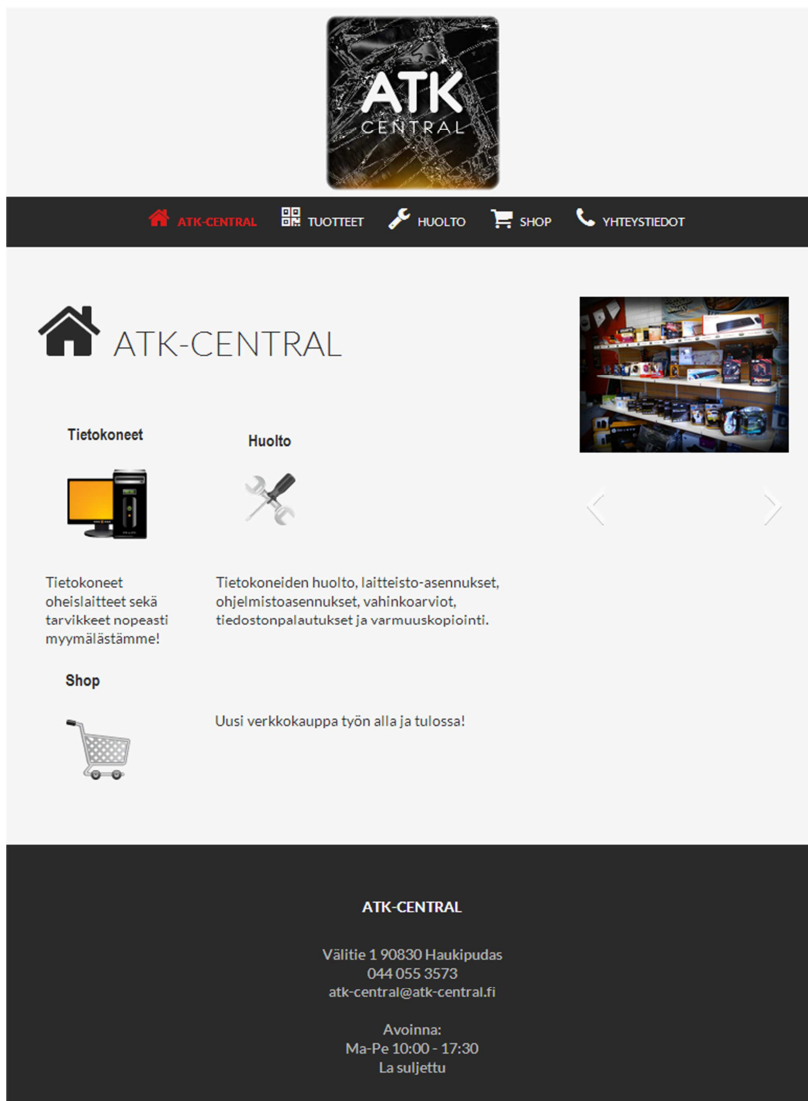 ATK
CENTRAL
ATK-CENTRAL TUOTTEET HUOLTO SHOP YHTEYSTIEDOT
ATK-CENTRAL
Tietokoneet
Huolto
Tietokoneet
oheislaitteet sekä
tarvikkeet nopeasti
myymälästämme!
Tietokoneiden huolto, laitteisto-asennukset,
ohjelmistoasennukset, vahinkoarviot,
tiedostonpalautukset ja varmuuskopiointi.
Shop
Uusi verkkokauppa työn alla ja tulossa!
ATK-CENTRAL
Välitie 1 90830 Haukipudas
044 055 3573
atk-central@atk-central.fi
Avoinna:
Ma-Pe 10:00 - 17:30
La suljettu